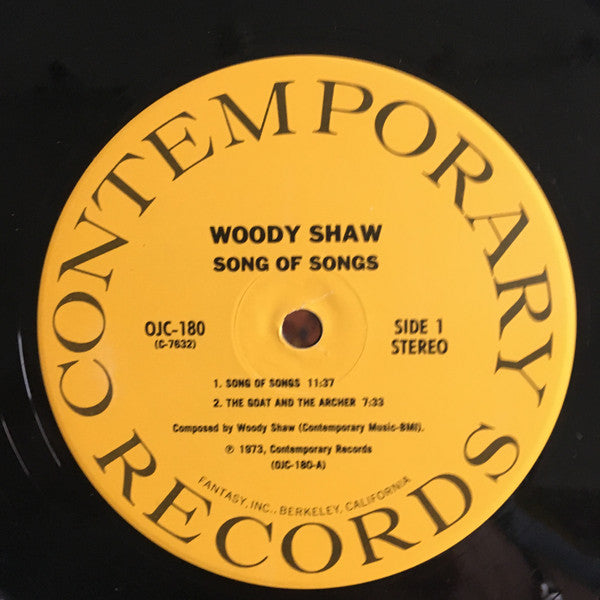 CONTEMPORARY RECORDS
WOODY SHAW
SONG OF SONGS
OJC-180
(C-7632)
SIDE 1
STEREO
1. SONG OF SONGS 11:37
2. THE GOAT AND THE ARCHER 7:33
Composed by Woody Shaw (Contemporary Music-BMI).
℗ 1973, Contemporary Records
(OJC-180-A)
FANTASY, INC., BERKELEY, CALIFORNIA